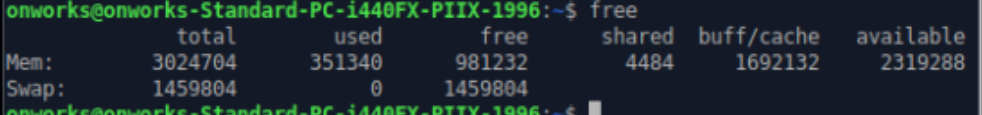 onworks@onworks-Standard-PC-i440FX-PIIX-1996:~$ free
total used free shared buff/cache available
Mem: 3024704 351340 981232 4484 1692132 2319288
Swap: 1459804 0 1459804
onworks@onworks-Standard-PC-i440FX-PIIX-1996:~$